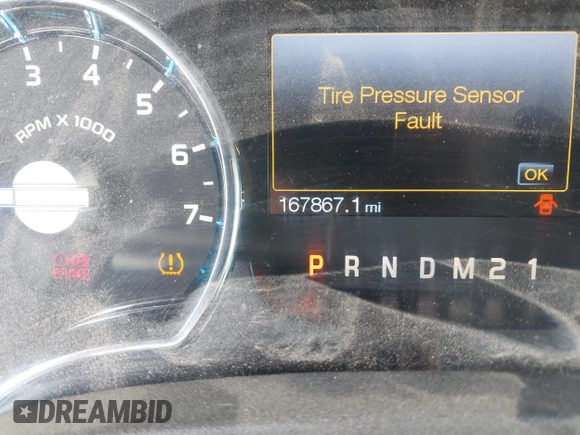 3 4 5 6 7
RPM X 1000
Tire Pressure Sensor
Fault
OK
167867.1 mi
P R N D M 2 1
DREAMBID